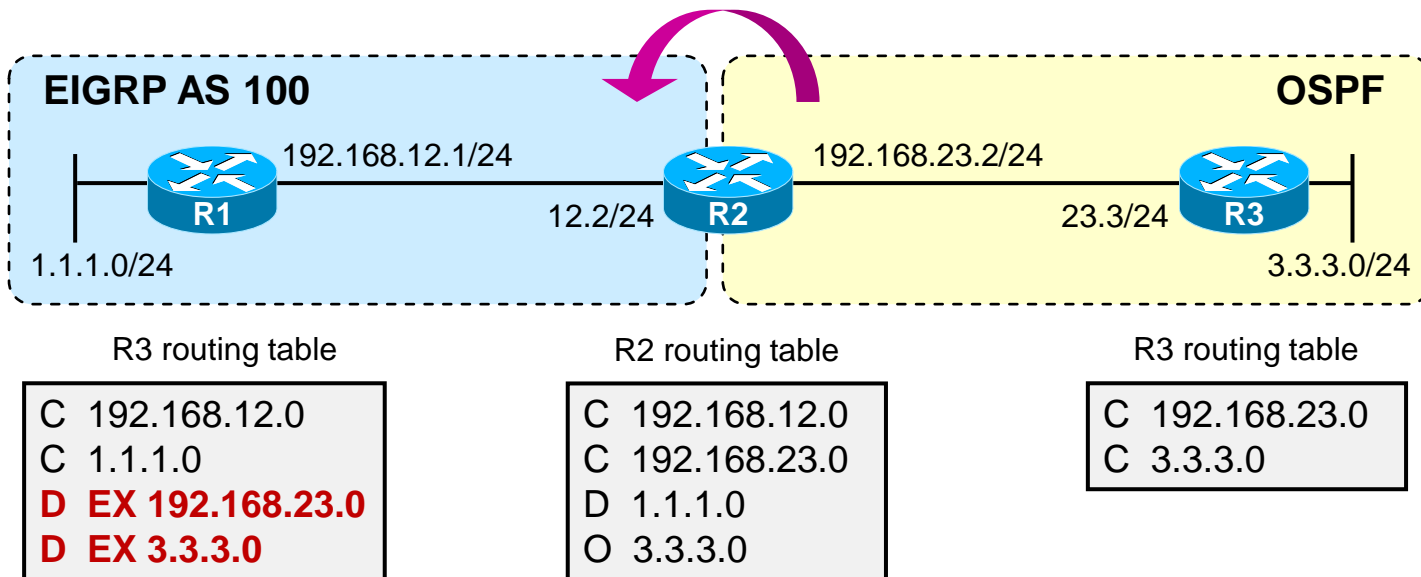 EIGRP AS 100
OSPF
192.168.12.1/24
192.168.23.2/24
R1
12.2/24
R2
23.3/24
R3
1.1.1.0/24
3.3.3.0/24
R3 routing table
C 192.168.12.0
C 1.1.1.0
D EX 192.168.23.0
D EX 3.3.3.0
R2 routing table
C 192.168.12.0
C 192.168.23.0
D 1.1.1.0
O 3.3.3.0
R3 routing table
C 192.168.23.0
C 3.3.3.0